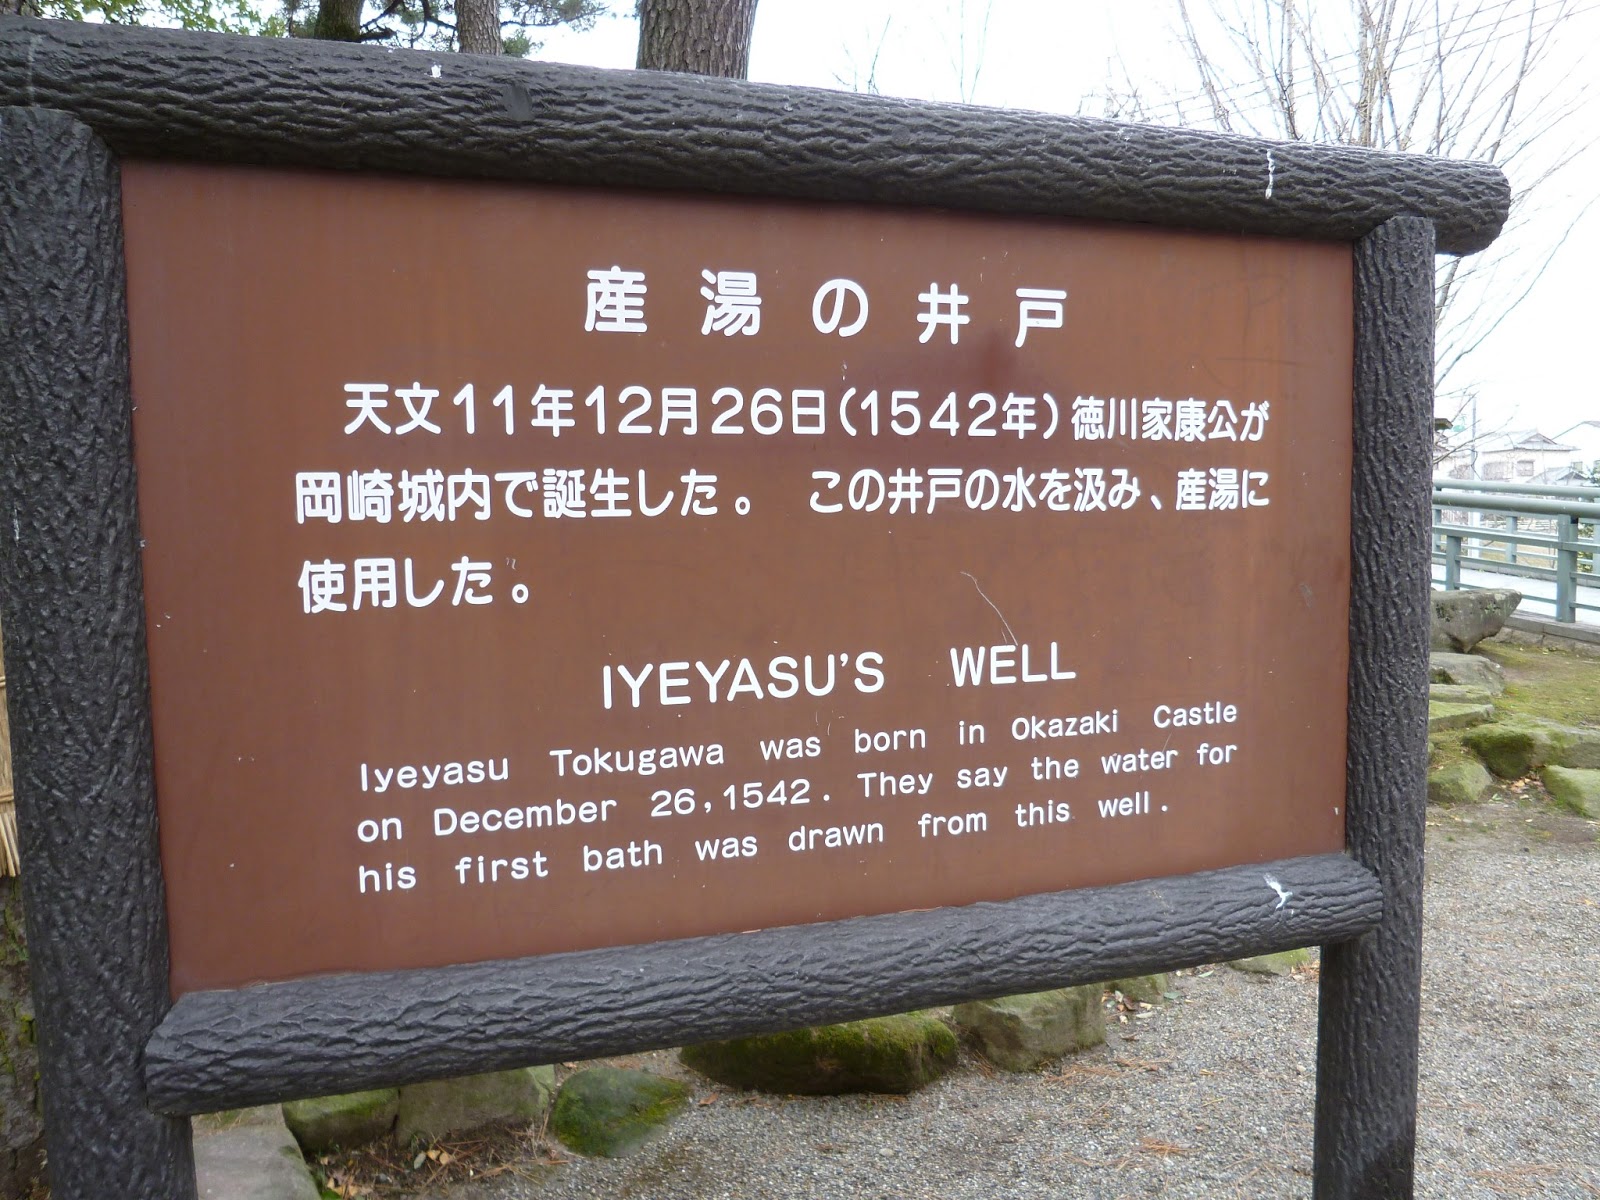 産湯の井戸
天文11年12月26日(1542年)徳川家康公が
岡崎城内で誕生した。 この井戸の水を汲み、産湯に
使用した。
IYEYASU'S WELL
Iyeyasu Tokugawa was born in Okazaki Castle
on December 26,1542. They say the water for
his first bath was drawn from this well.